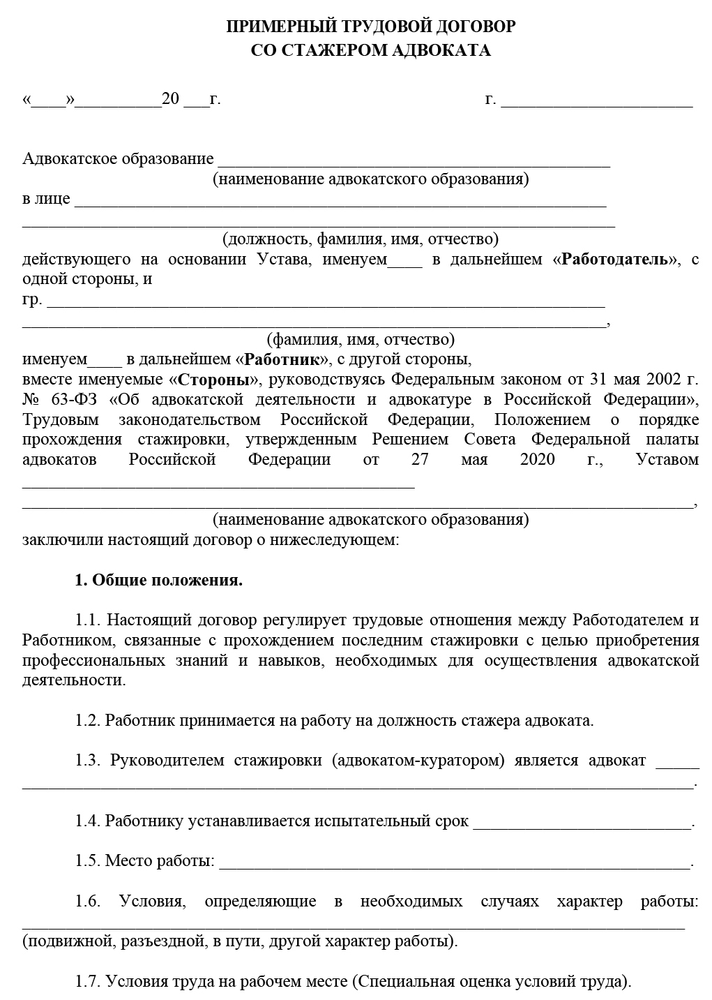 ПРИМЕРНЫЙ ТРУДОВОЙ ДОГОВОР
СО СТАЖЕРОМ АДВОКАТА
«____»__________20 ___г. г. ______________________
Адвокатское образование _____________________________________________
(наименование адвокатского образования)
в лице _____________________________________________________________
____________________________________________________________________
(должность, фамилия, имя, отчество)
действующего на основании Устава, именуем____ в дальнейшем «Работодатель», с
одной стороны, и
гр. ________________________________________________________________
___________________________________________________________________,
(фамилия, имя, отчество)
именуем____ в дальнейшем «Работник», с другой стороны,
вместе именуемые «Стороны», руководствуясь Федеральным законом от 31 мая 2002 г.
№ 63-ФЗ «Об адвокатской деятельности и адвокатуре в Российской Федерации»,
Трудовым законодательством Российской Федерации, Положением о порядке
прохождения стажировки, утвержденным Решением Совета Федеральной палаты
адвокатов Российской Федерации от 27 мая 2020 г., Уставом
_____________________________________________
_____________________________________________________________________________,
(наименование адвокатского образования)
заключили настоящий договор о нижеследующем:
1. Общие положения.
1.1. Настоящий договор регулирует трудовые отношения между Работодателем и
Работником, связанные с прохождением последним стажировки с целью приобретения
профессиональных знаний и навыков, необходимых для осуществления адвокатской
деятельности.
1.2. Работник принимается на работу на должность стажера адвоката.
1.3. Руководителем стажировки (адвокатом-куратором) является адвокат _____
_____________________________________________________________________________.
1.4. Работнику устанавливается испытательный срок _________________________.
1.5. Место работы: ______________________________________________________.
1.6. Условия, определяющие в необходимых случаях характер работы:
____________________________________________________________________________
(подвижной, разъездной, в пути, другой характер работы).
1.7. Условия труда на рабочем месте (Специальная оценка условий труда).